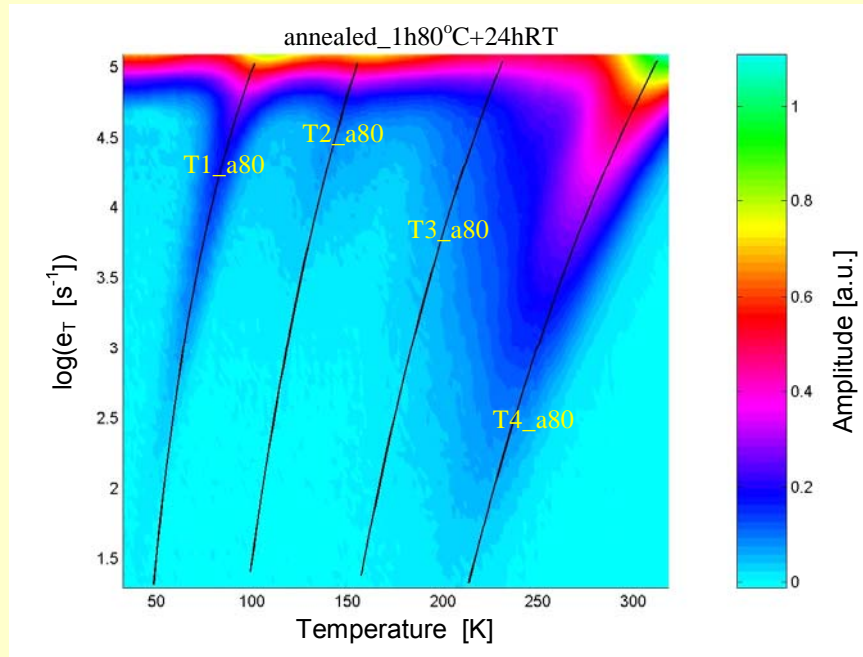 annealed_1h80°C+24hRT
5
4.5
4
3.5
3
2.5
2
1.5
log(eT [s-1])
T1_a80
T2_a80
T3_a80
T4_a80
50 100 150 200 250 300
Temperature [K]
1
0.8
0.6
0.4
0.2
0
Amplitude [a.u.]